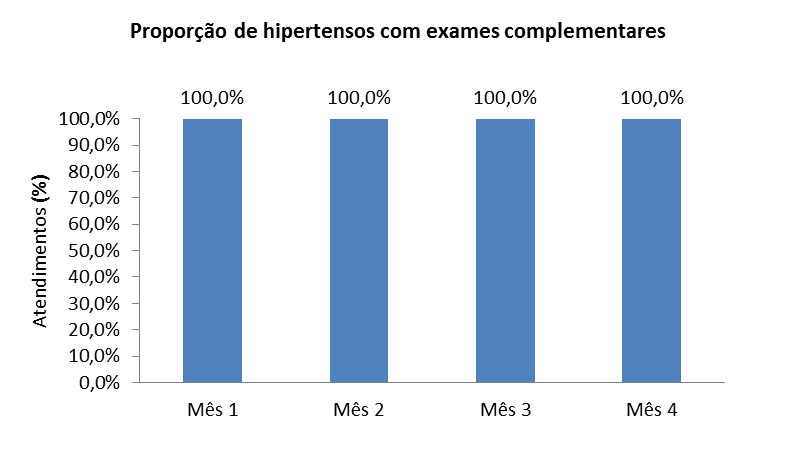 Proporção de hipertensos com exames complementares
100,0% 100,0% 100,0% 100,0%
100,0%
90,0%
80,0%
70,0%
60,0%
50,0%
40,0%
30,0%
20,0%
10,0%
0,0%
Atendimentos (%)
Mês 1 Mês 2 Mês 3 Mês 4